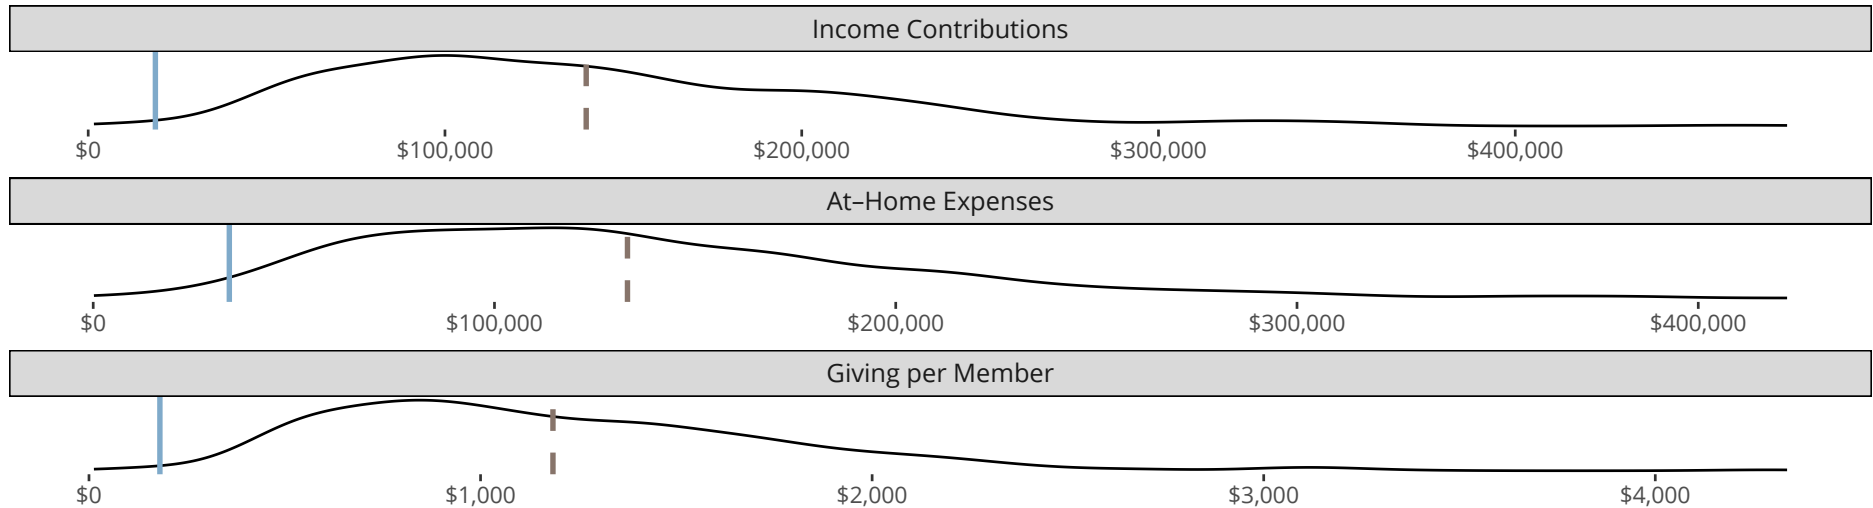 Income Contributions
$0 $100,000 $200,000 $300,000 $400,000
At–Home Expenses
$0 $100,000 $200,000 $300,000 $400,000
Giving per Member
$0 $1,000 $2,000 $3,000 $4,000